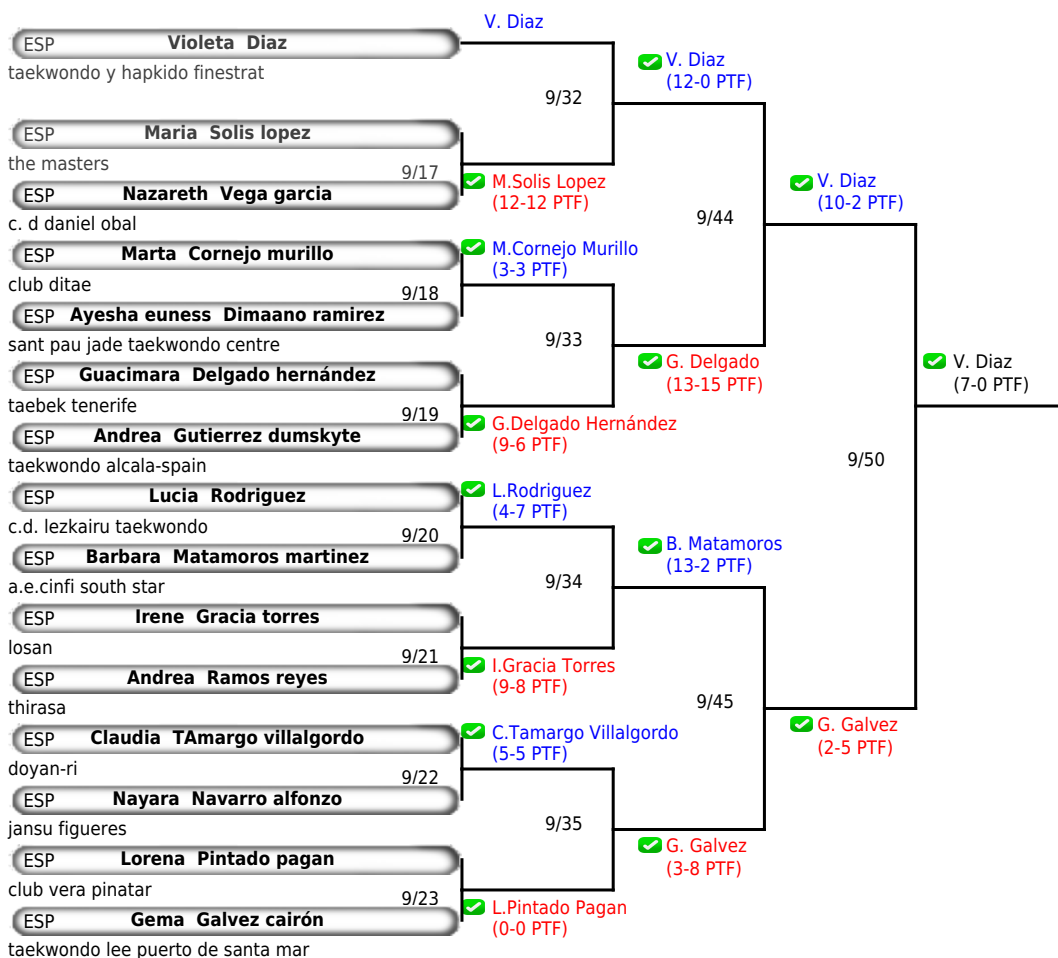 V. Diaz
ESP Violeta Diaz
taekwondo y hapkido finestrat
V. Diaz
(12-0 PTF)
9/32
ESP Maria Solis lopez
the masters
9/17
M.Solis Lopez
(12-12 PTF)
V. Diaz
(10-2 PTF)
ESP Nazareth Vega garcia
c. d daniel obal
9/44
ESP Marta Cornejo murillo
club ditae
M.Cornejo Murillo
(3-3 PTF)
9/18
ESP Ayesha euness Dimaano ramirez
sant pau jade taekwondo centre
9/33
G. Delgado
(13-15 PTF)
V. Diaz
(7-0 PTF)
ESP Guacimara Delgado hernández
taebek tenerife
9/19
G.Delgado Hernández
(9-6 PTF)
ESP Andrea Gutierrez dumskyte
taekwondo alcala-spain
9/50
ESP Lucia Rodriguez
c.d. lezkairu taekwondo
L.Rodriguez
(4-7 PTF)
9/20
B. Matamoros
(13-2 PTF)
ESP Barbara Matamoros martinez
a.e.cinfi south star
9/34
ESP Irene Gracia torres
losan
9/21
I.Gracia Torres
(9-8 PTF)
ESP Andrea Ramos reyes
thirasa
9/45
G. Galvez
(2-5 PTF)
ESP Claudia TAmargo villalgordo
doyan-ri
C.Tamargo Villalgordo
(5-5 PTF)
9/22
ESP Nayara Navarro alfonzo
jansu figueres
9/35
G. Galvez
(3-8 PTF)
ESP Lorena Pintado pagan
club vera pinatar
9/23
L.Pintado Pagan
(0-0 PTF)
ESP Gema Galvez cairón
taekwondo lee puerto de santa mar